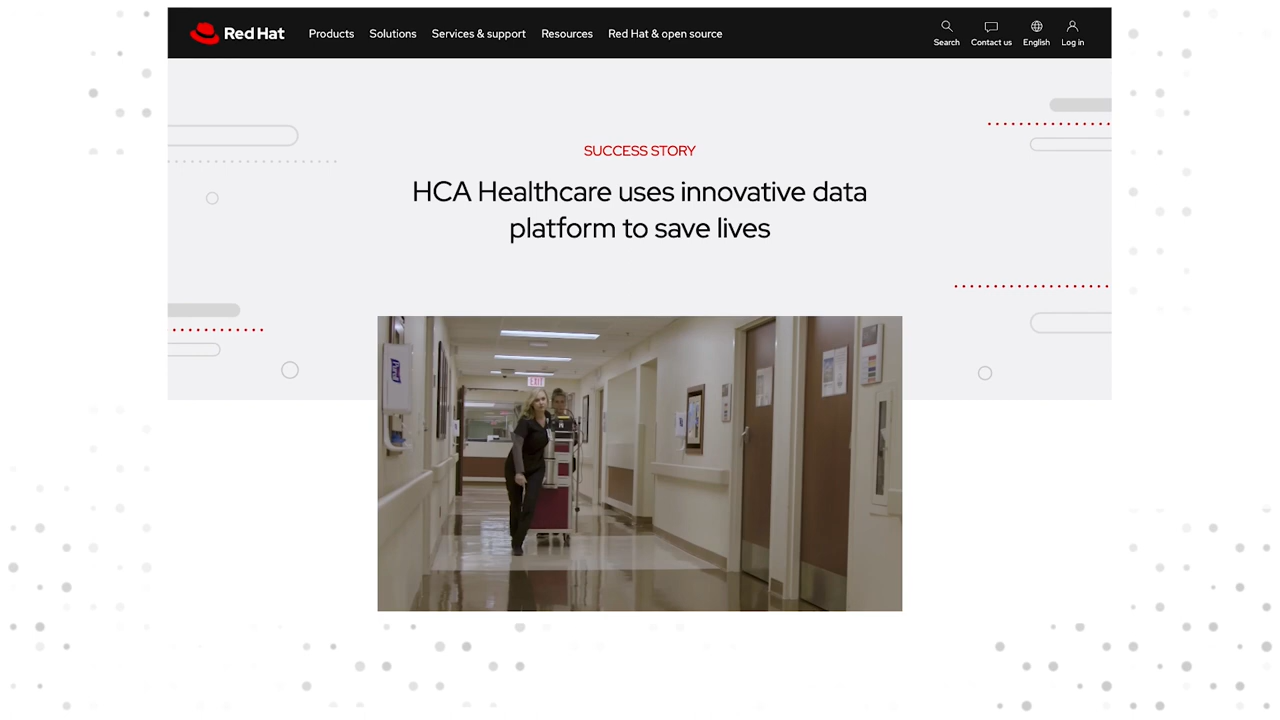 Red Hat
Products
Solutions
Services & support
Resources
Red Hat & open source
Search
Contact us
English
Log in
SUCCESS STORY
HCA Healthcare uses innovative data
platform to save lives
EXIT